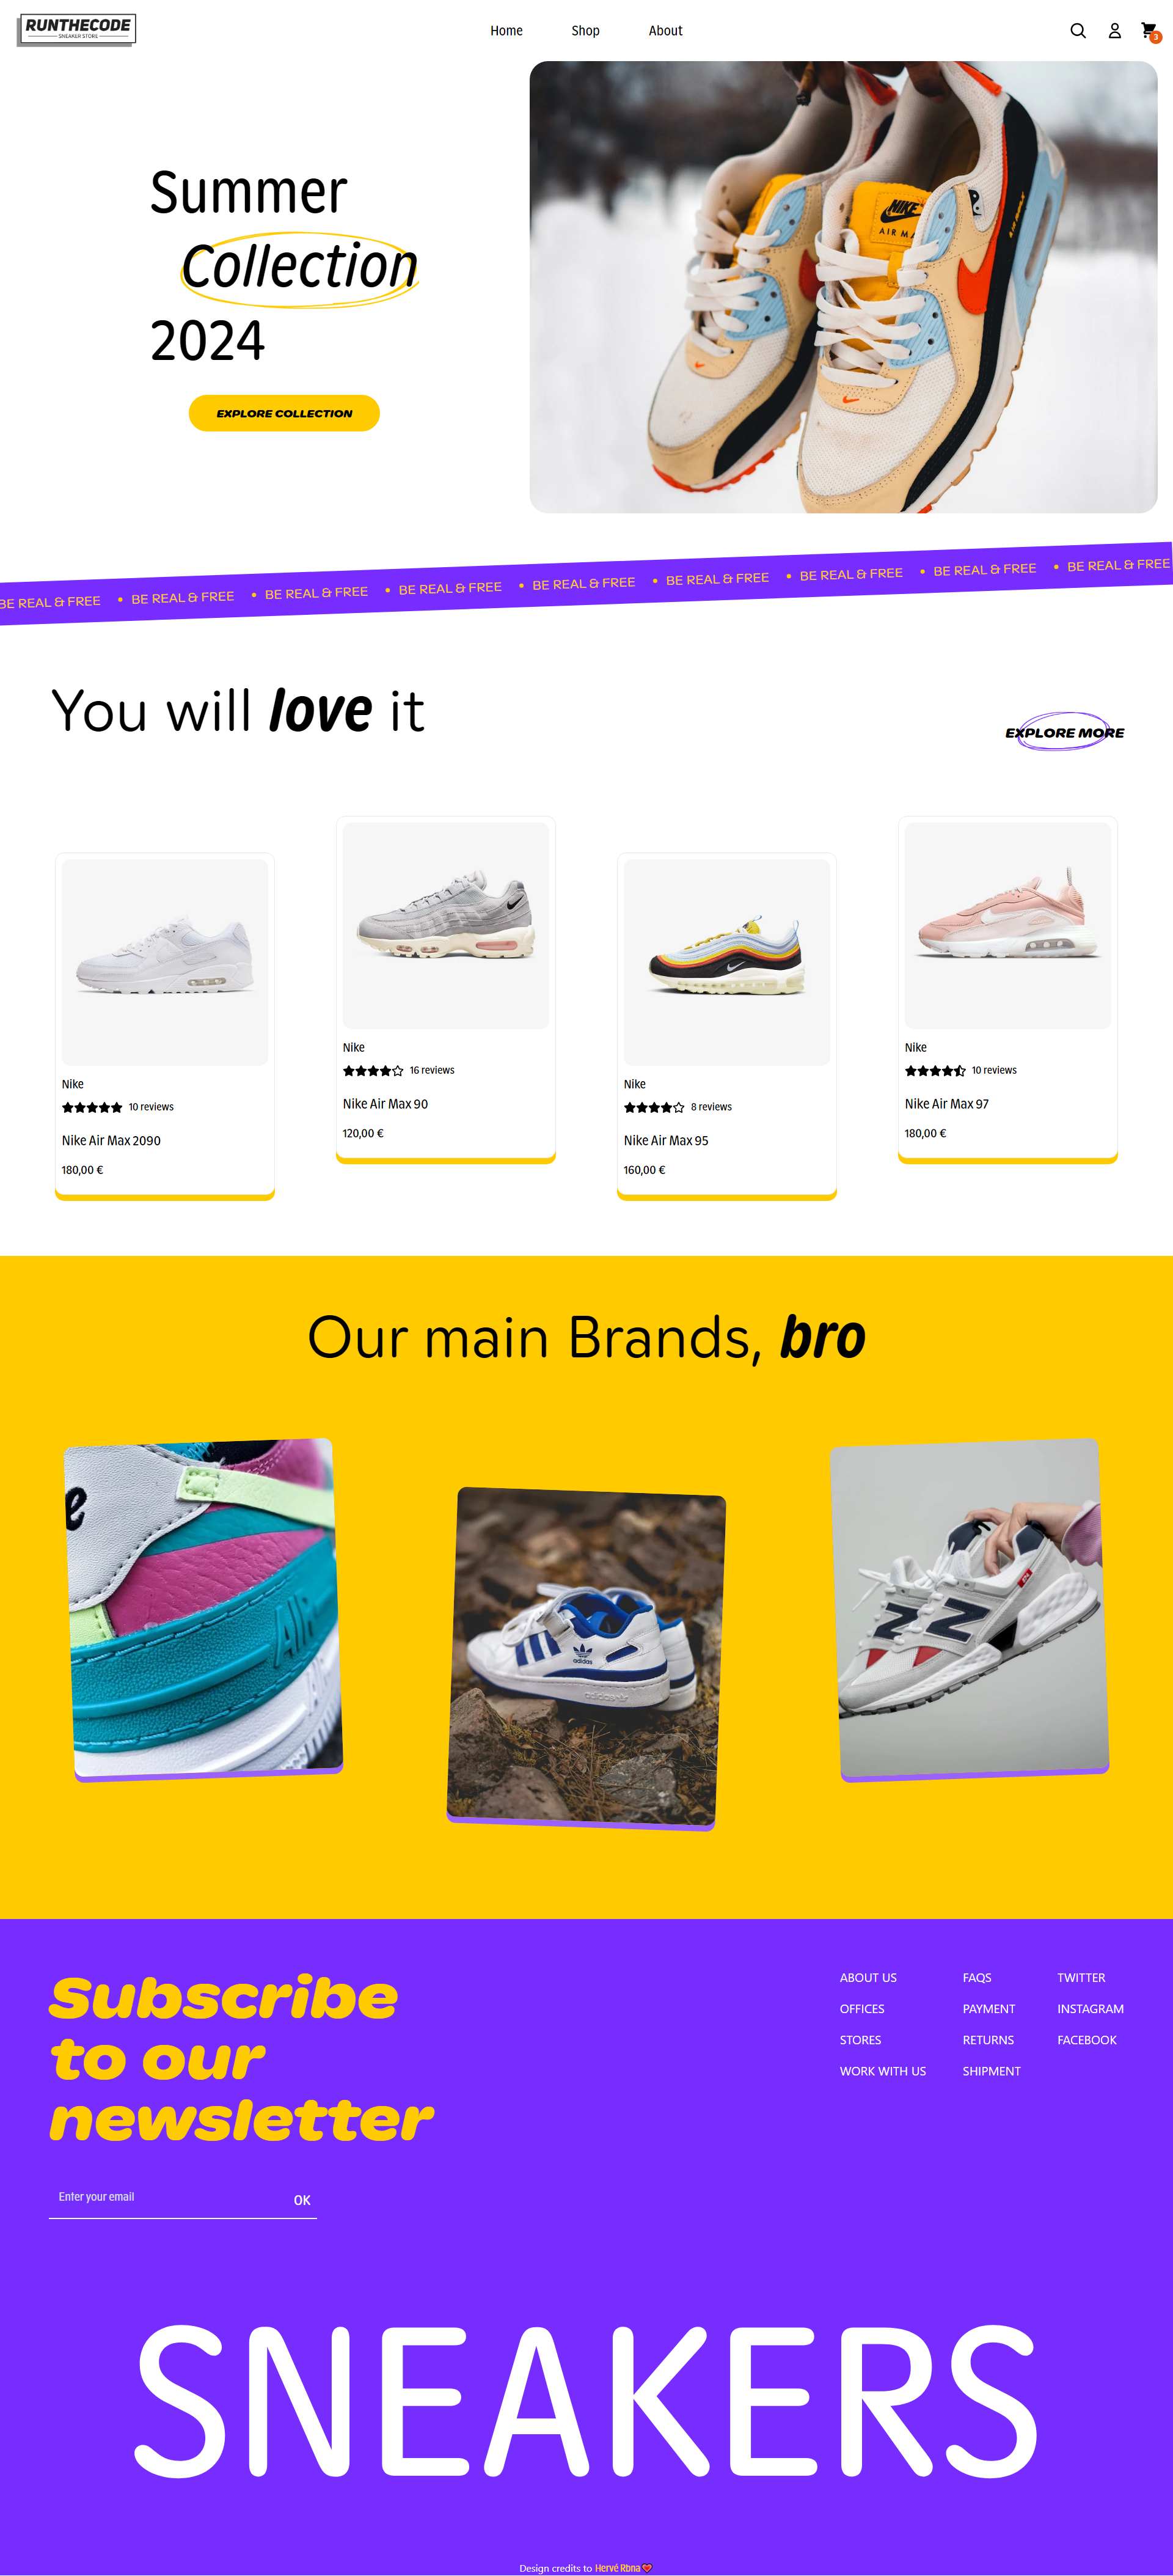 RUNTHECODE
SNEAKER STORE
Home
Shop
About
3
Summer
Collection
2024
EXPLORE COLLECTION
NIKE
AIR MA
BE REAL & FREE • BE REAL & FREE • BE REAL & FREE • BE REAL & FREE • BE REAL & FREE • BE REAL & FREE • BE REAL & FREE • BE REAL & FREE • BE REAL & FREE
You will love it
EXPLORE MORE
Nike
10 reviews
Nike Air Max 2090
180,00 €
Nike
16 reviews
Nike Air Max 90
120,00 €
Nike
8 reviews
Nike Air Max 95
160,00 €
Nike
10 reviews
Nike Air Max 97
180,00 €
Our main Brands, bro
Air
adidas
Subscribe
to our
newsletter
Enter your email
OK
ABOUT US
OFFICES
STORES
WORK WITH US
FAQS
PAYMENT
RETURNS
SHIPMENT
TWITTER
INSTAGRAM
FACEBOOK
SNEAKERS
Design credits to Hervé Rbna